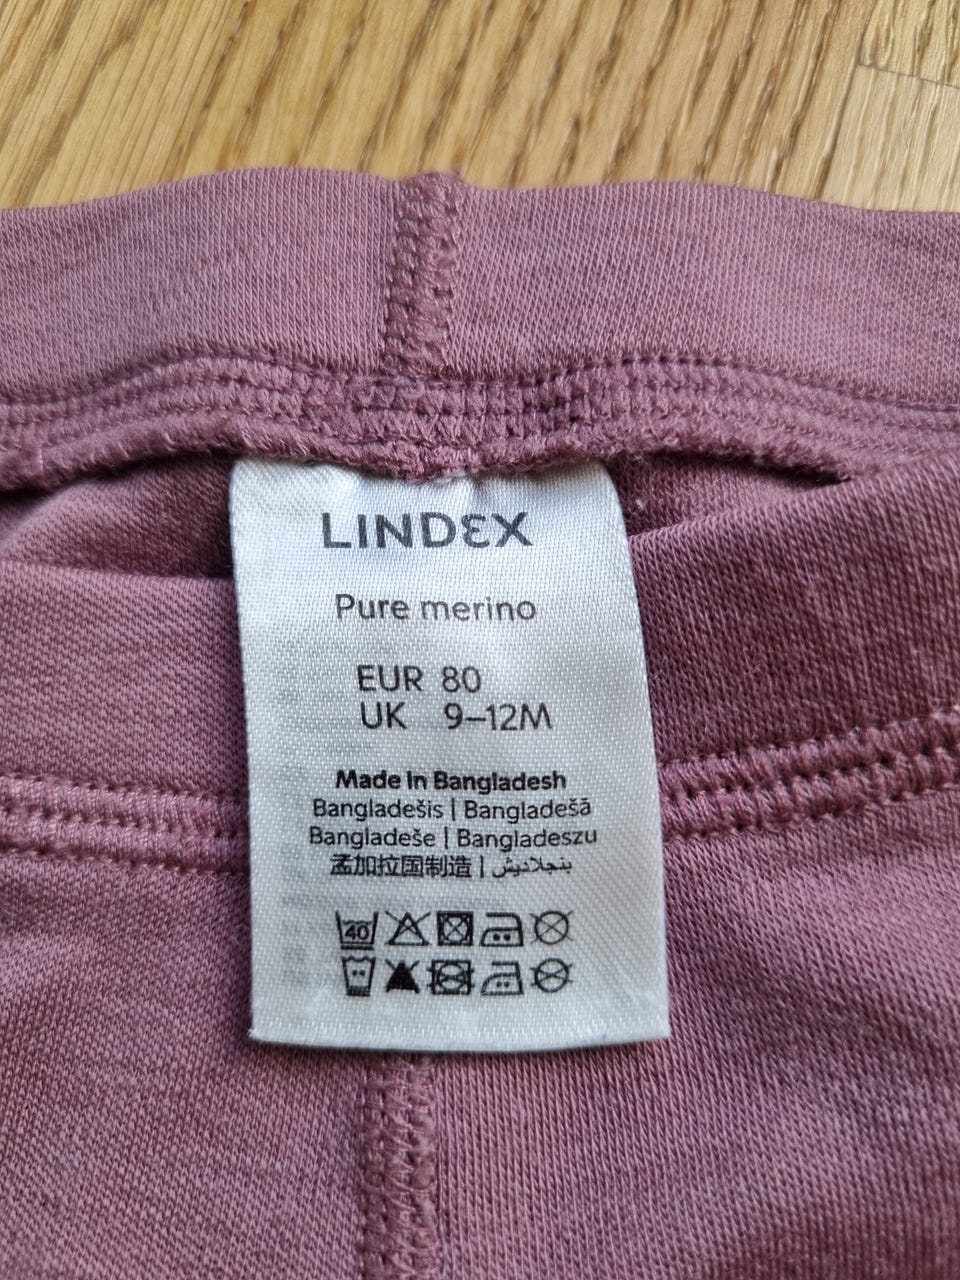 LINDEX
Pure merino
EUR 80
UK 9–12M
Made in Bangladesh
Bangladešis | Bangladešā
Bangladeše | Bangladeszu
孟加拉国制造 | بنجلاديش
40